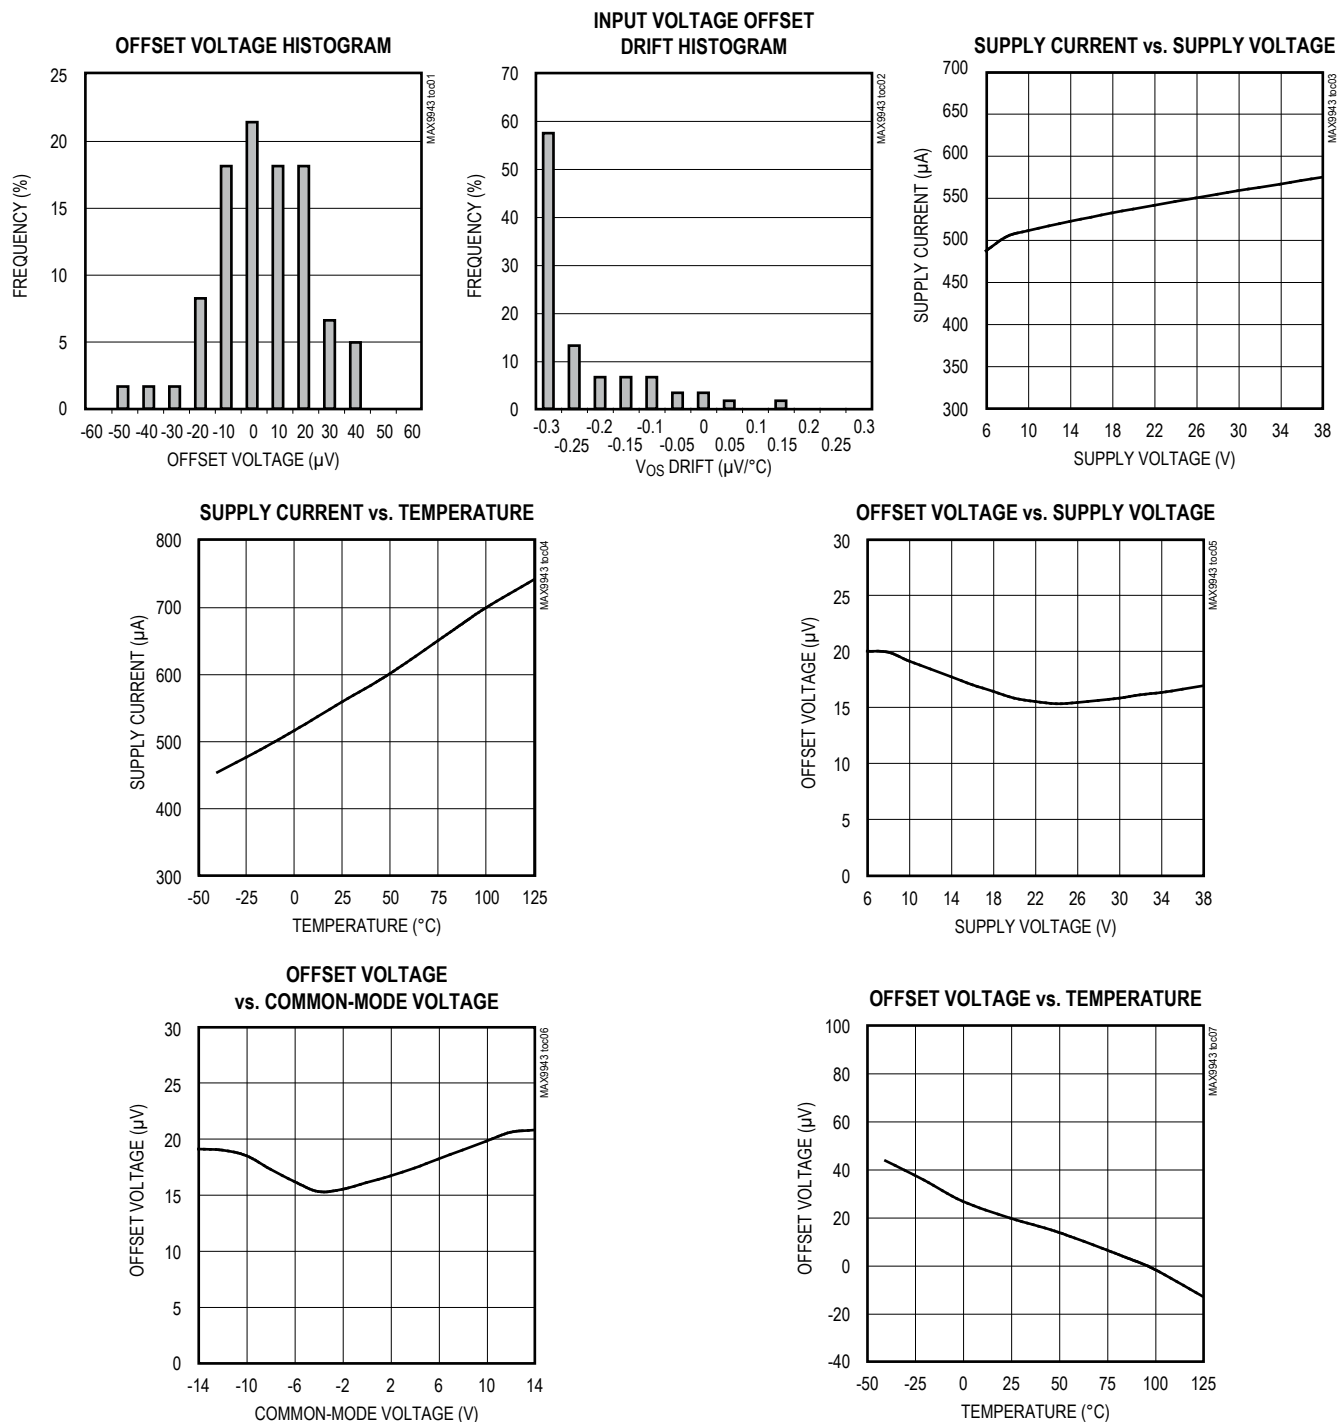 OFFSET VOLTAGE HISTOGRAM
25
20
15
10
5
0
FREQUENCY (%)
-60 -50 -40 -30 -20 -10 0 10 20 30 40 50 60
OFFSET VOLTAGE (µV)
MAX9943 toc01
INPUT VOLTAGE OFFSET
DRIFT HISTOGRAM
70
60
50
40
30
20
10
0
FREQUENCY (%)
-0.3 -0.2 -0.1 0 0.1 0.2 0.3
-0.25 -0.15 -0.05 0.05 0.15 0.25
VOS DRIFT (µV/°C)
MAX9943 toc02
SUPPLY CURRENT vs. SUPPLY VOLTAGE
700
650
600
550
500
450
400
350
300
SUPPLY CURRENT (µA)
6 10 14 18 22 26 30 34 38
SUPPLY VOLTAGE (V)
MAX9943 toc03
SUPPLY CURRENT vs. TEMPERATURE
800
700
600
500
400
300
SUPPLY CURRENT (µA)
-50 -25 0 25 50 75 100 125
TEMPERATURE (°C)
MAX9943 toc04
OFFSET VOLTAGE vs. SUPPLY VOLTAGE
30
25
20
15
10
5
0
OFFSET VOLTAGE (µV)
6 10 14 18 22 26 30 34 38
SUPPLY VOLTAGE (V)
MAX9943 toc05
OFFSET VOLTAGE
vs. COMMON-MODE VOLTAGE
30
25
20
15
10
5
0
OFFSET VOLTAGE (µV)
-14 -10 -6 -2 2 6 10 14
COMMON-MODE VOLTAGE (V)
MAX9943 toc06
OFFSET VOLTAGE vs. TEMPERATURE
100
80
60
40
20
0
-20
-40
OFFSET VOLTAGE (µV)
-50 -25 0 25 50 75 100 125
TEMPERATURE (°C)
MAX9943 toc07